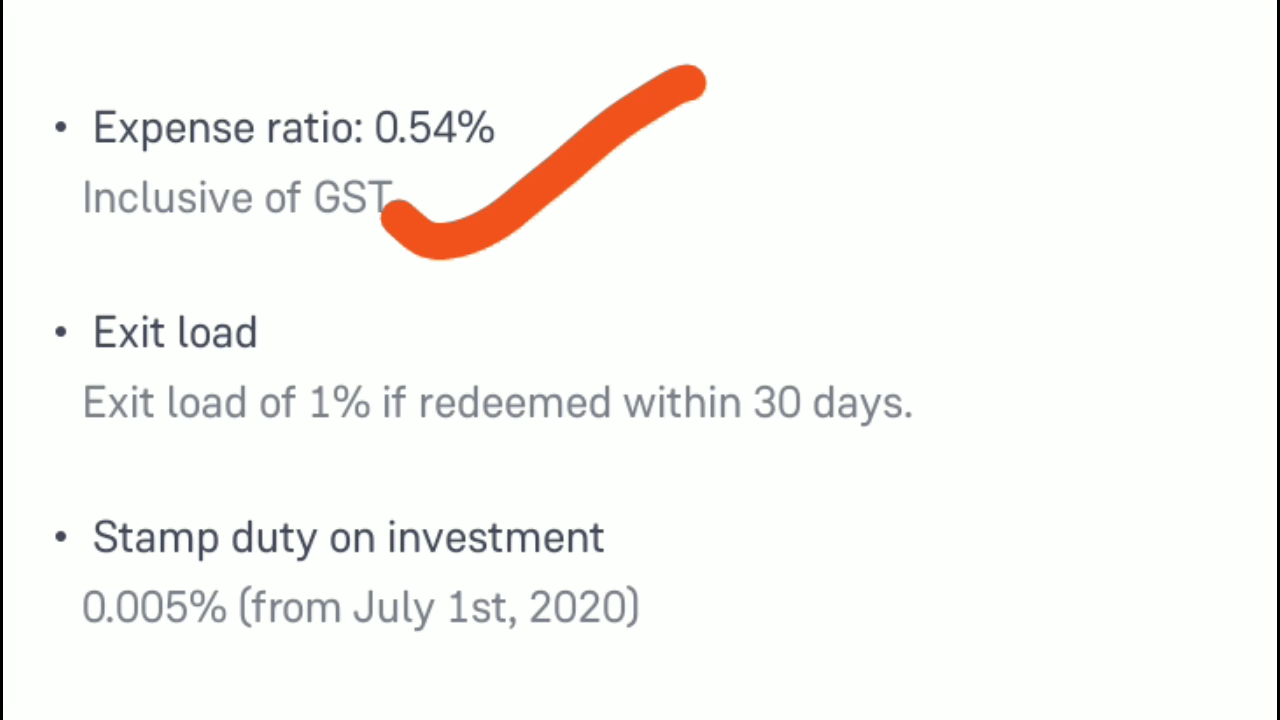 • Expense ratio: 0.54%
Inclusive of GST
• Exit load
Exit load of 1% if redeemed within 30 days.
• Stamp duty on investment
0.005% (from July 1st, 2020)